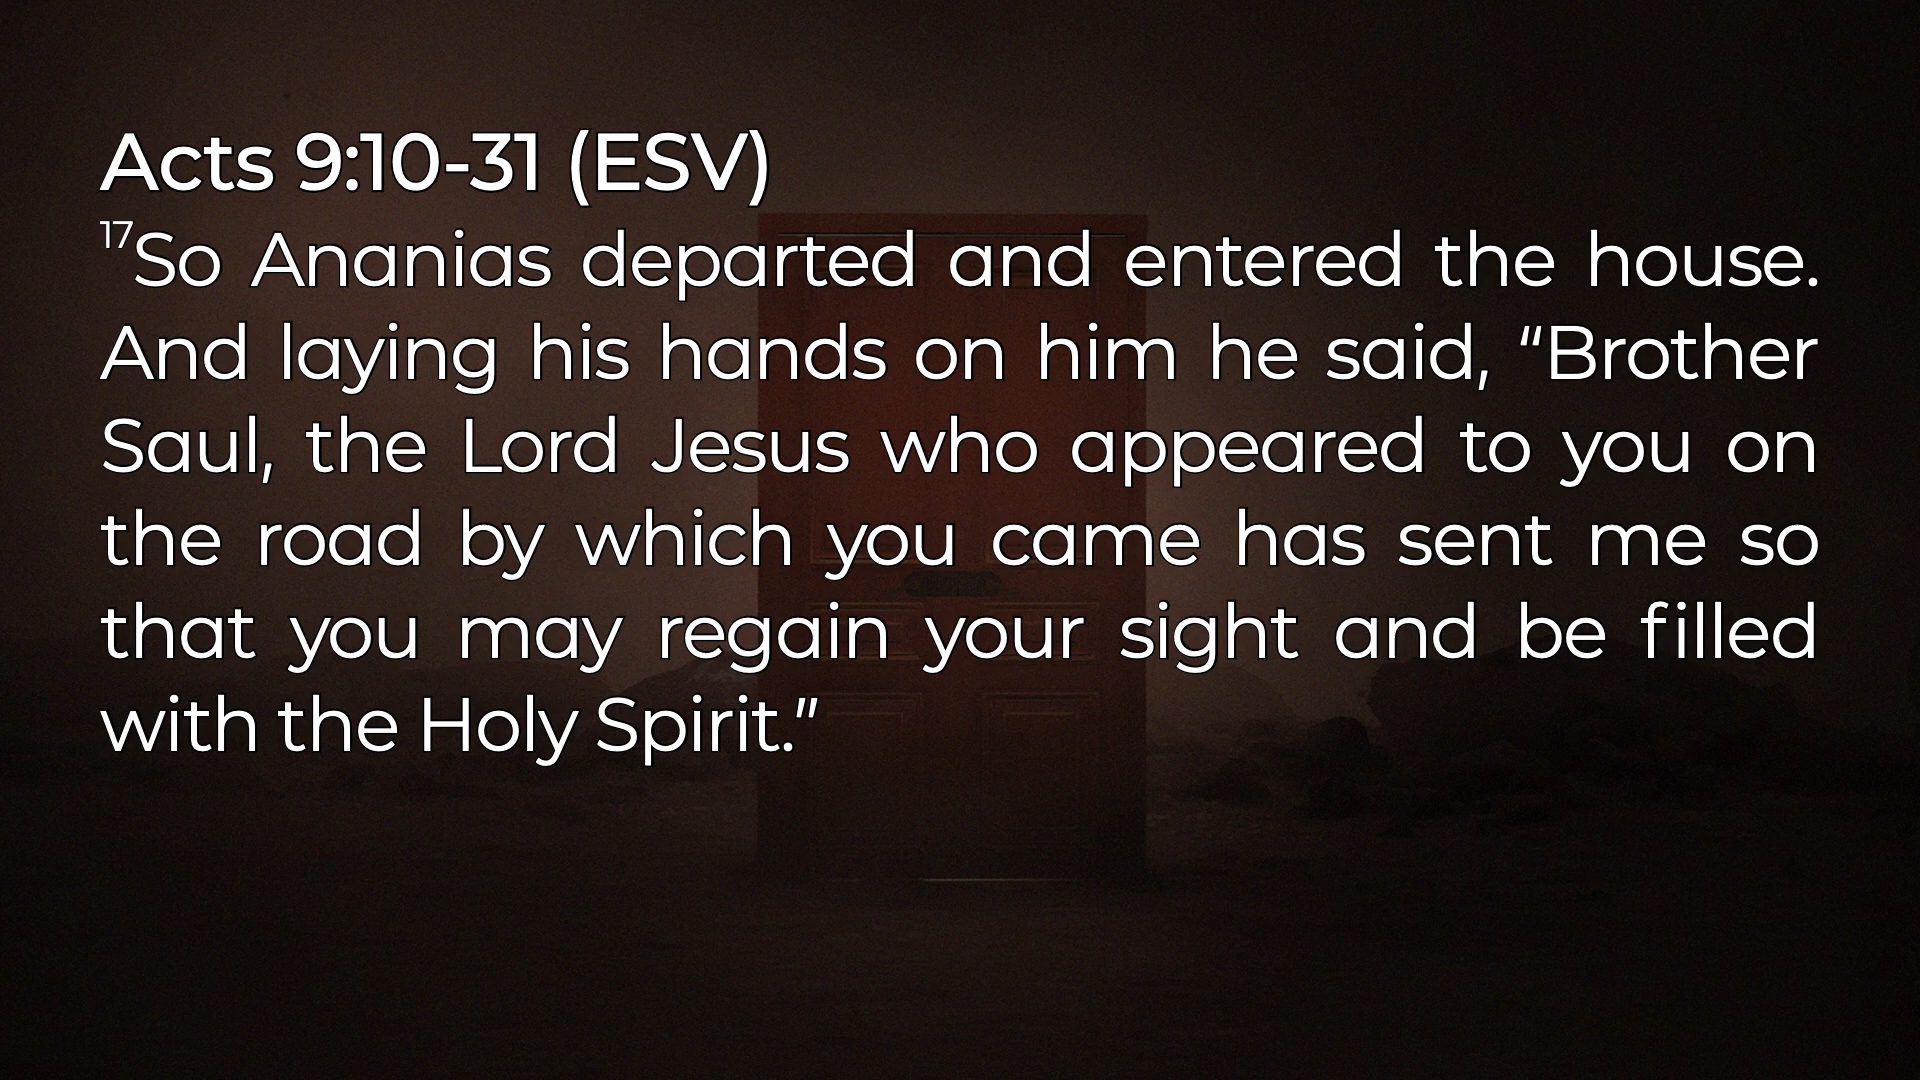 Acts 9:10-31 (ESV)
17So Ananias departed and entered the house.
And laying his hands on him he said, “Brother
Saul, the Lord Jesus who appeared to you on
the road by which you came has sent me so
that you may regain your sight and be filled
with the Holy Spirit.”